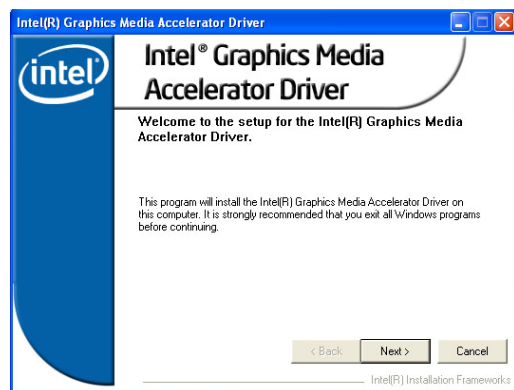 Intel(R) Graphics Media Accelerator Driver
intel®
Intel® Graphics Media
Accelerator Driver
Welcome to the setup for the Intel(R) Graphics Media
Accelerator Driver.
This program will install the Intel(R) Graphics Media Accelerator Driver on
this computer. It is strongly recommended that you exit all Windows programs
before continuing.
< Back
Next >
Cancel
Intel(R) Installation Frameworks